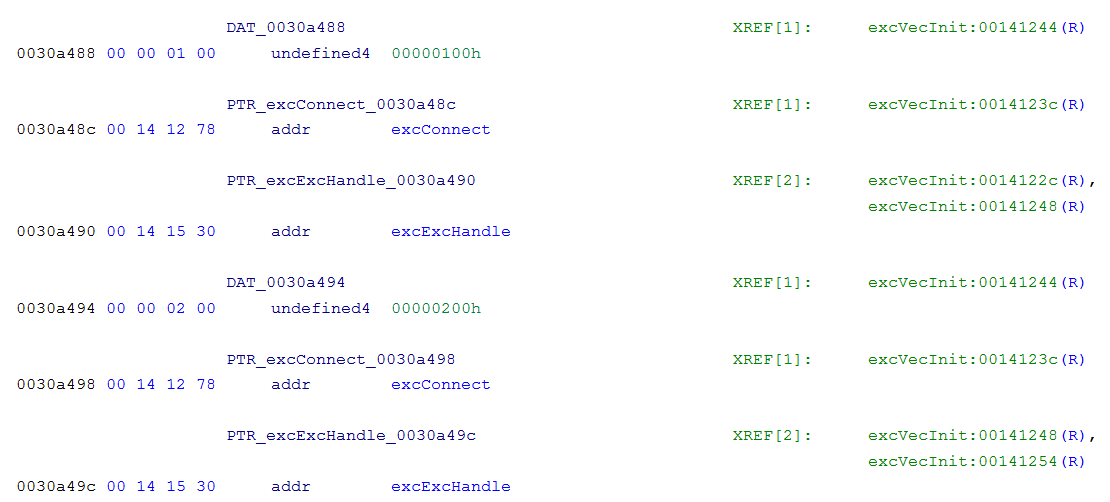 DAT_0030a488 XREF[1]: excVecInit:00141244(R)
0030a488 00 00 01 00 undefined4 00000100h
PTR_excConnect_0030a48c XREF[1]: excVecInit:0014123c(R)
0030a48c 00 14 12 78 addr excConnect
PTR_excExcHandle_0030a490 XREF[2]: excVecInit:0014122c(R),
excVecInit:00141248(R)
0030a490 00 14 15 30 addr excExcHandle
DAT_0030a494 XREF[1]: excVecInit:00141244(R)
0030a494 00 00 02 00 undefined4 00000200h
PTR_excConnect_0030a498 XREF[1]: excVecInit:0014123c(R)
0030a498 00 14 12 78 addr excConnect
PTR_excExcHandle_0030a49c XREF[2]: excVecInit:00141248(R),
excVecInit:00141254(R)
0030a49c 00 14 15 30 addr excExcHandle